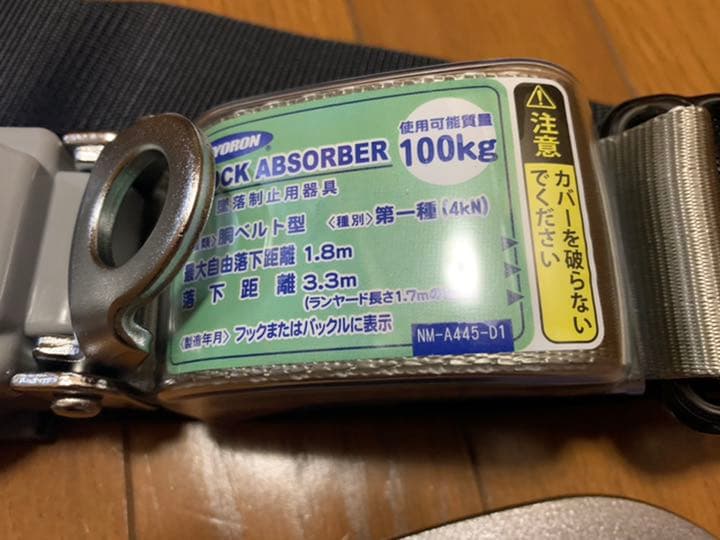 YDRON®
OCK ABSORBER
使用可能質量
100kg
墜落制止用器具
類〉胴ベルト型 〈種別〉第一種(4kN)
最大自由落下距離 1.8m
落下距離 3.3m
(ランヤード長さ1.7mの
〈製造年月〉フックまたはバックルに表示
NM-A445-D1
注意
カバーを破らない
でください